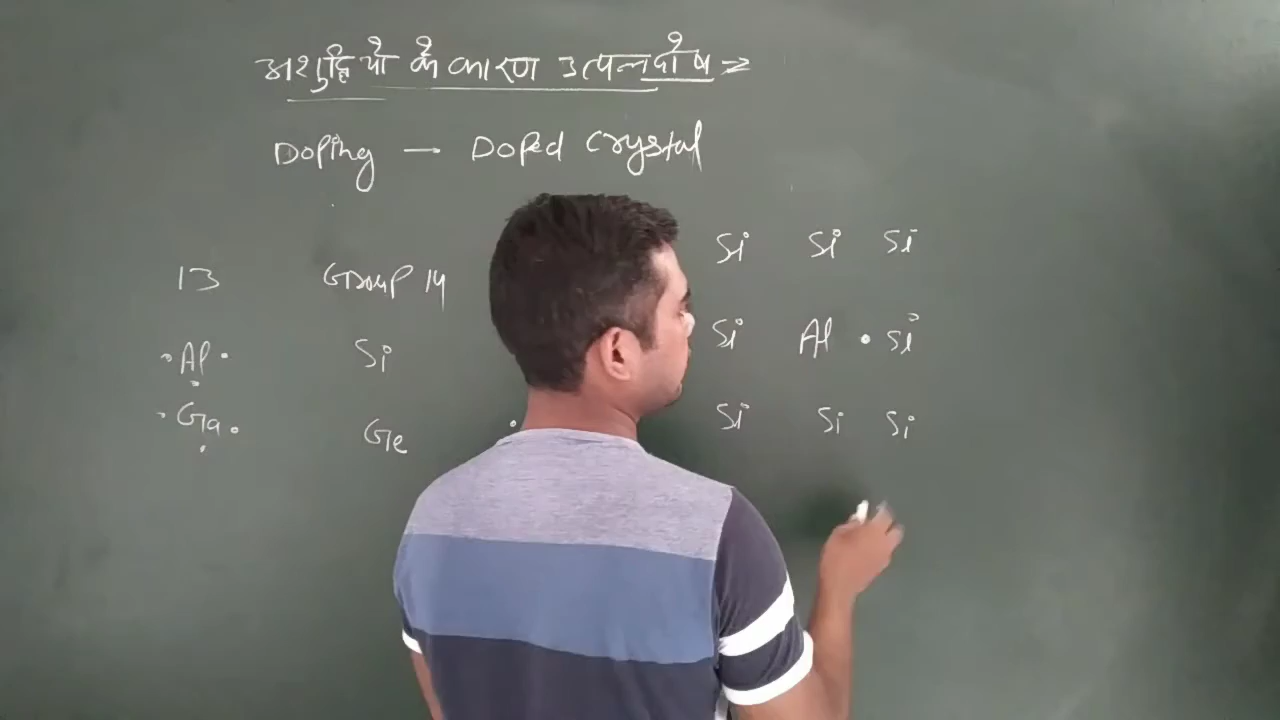 अशुद्धियों के कारण उत्पन्न दोष ⇒
Doping — Doped Crystal
13 Group 14
Al Si
Ga Ge
Si Si Si
Si Al • Si
Si Si Si